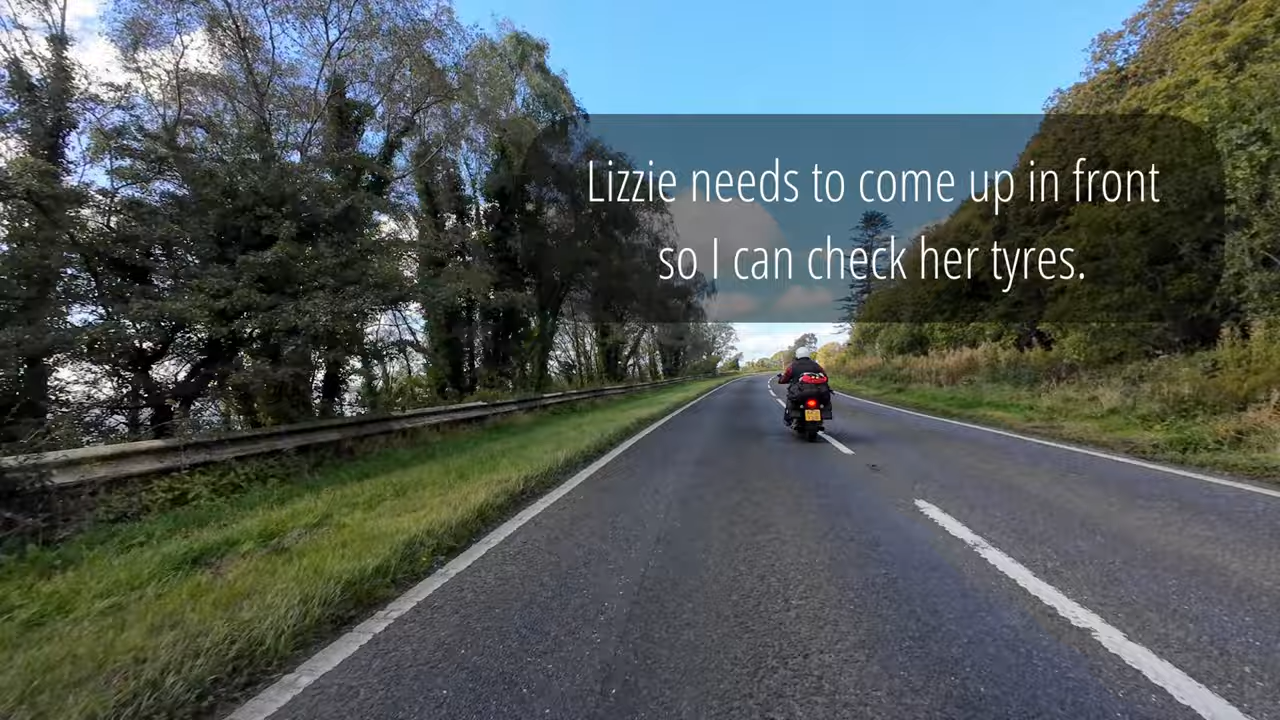 Lizzie needs to come up in front
so I can check her tyres.